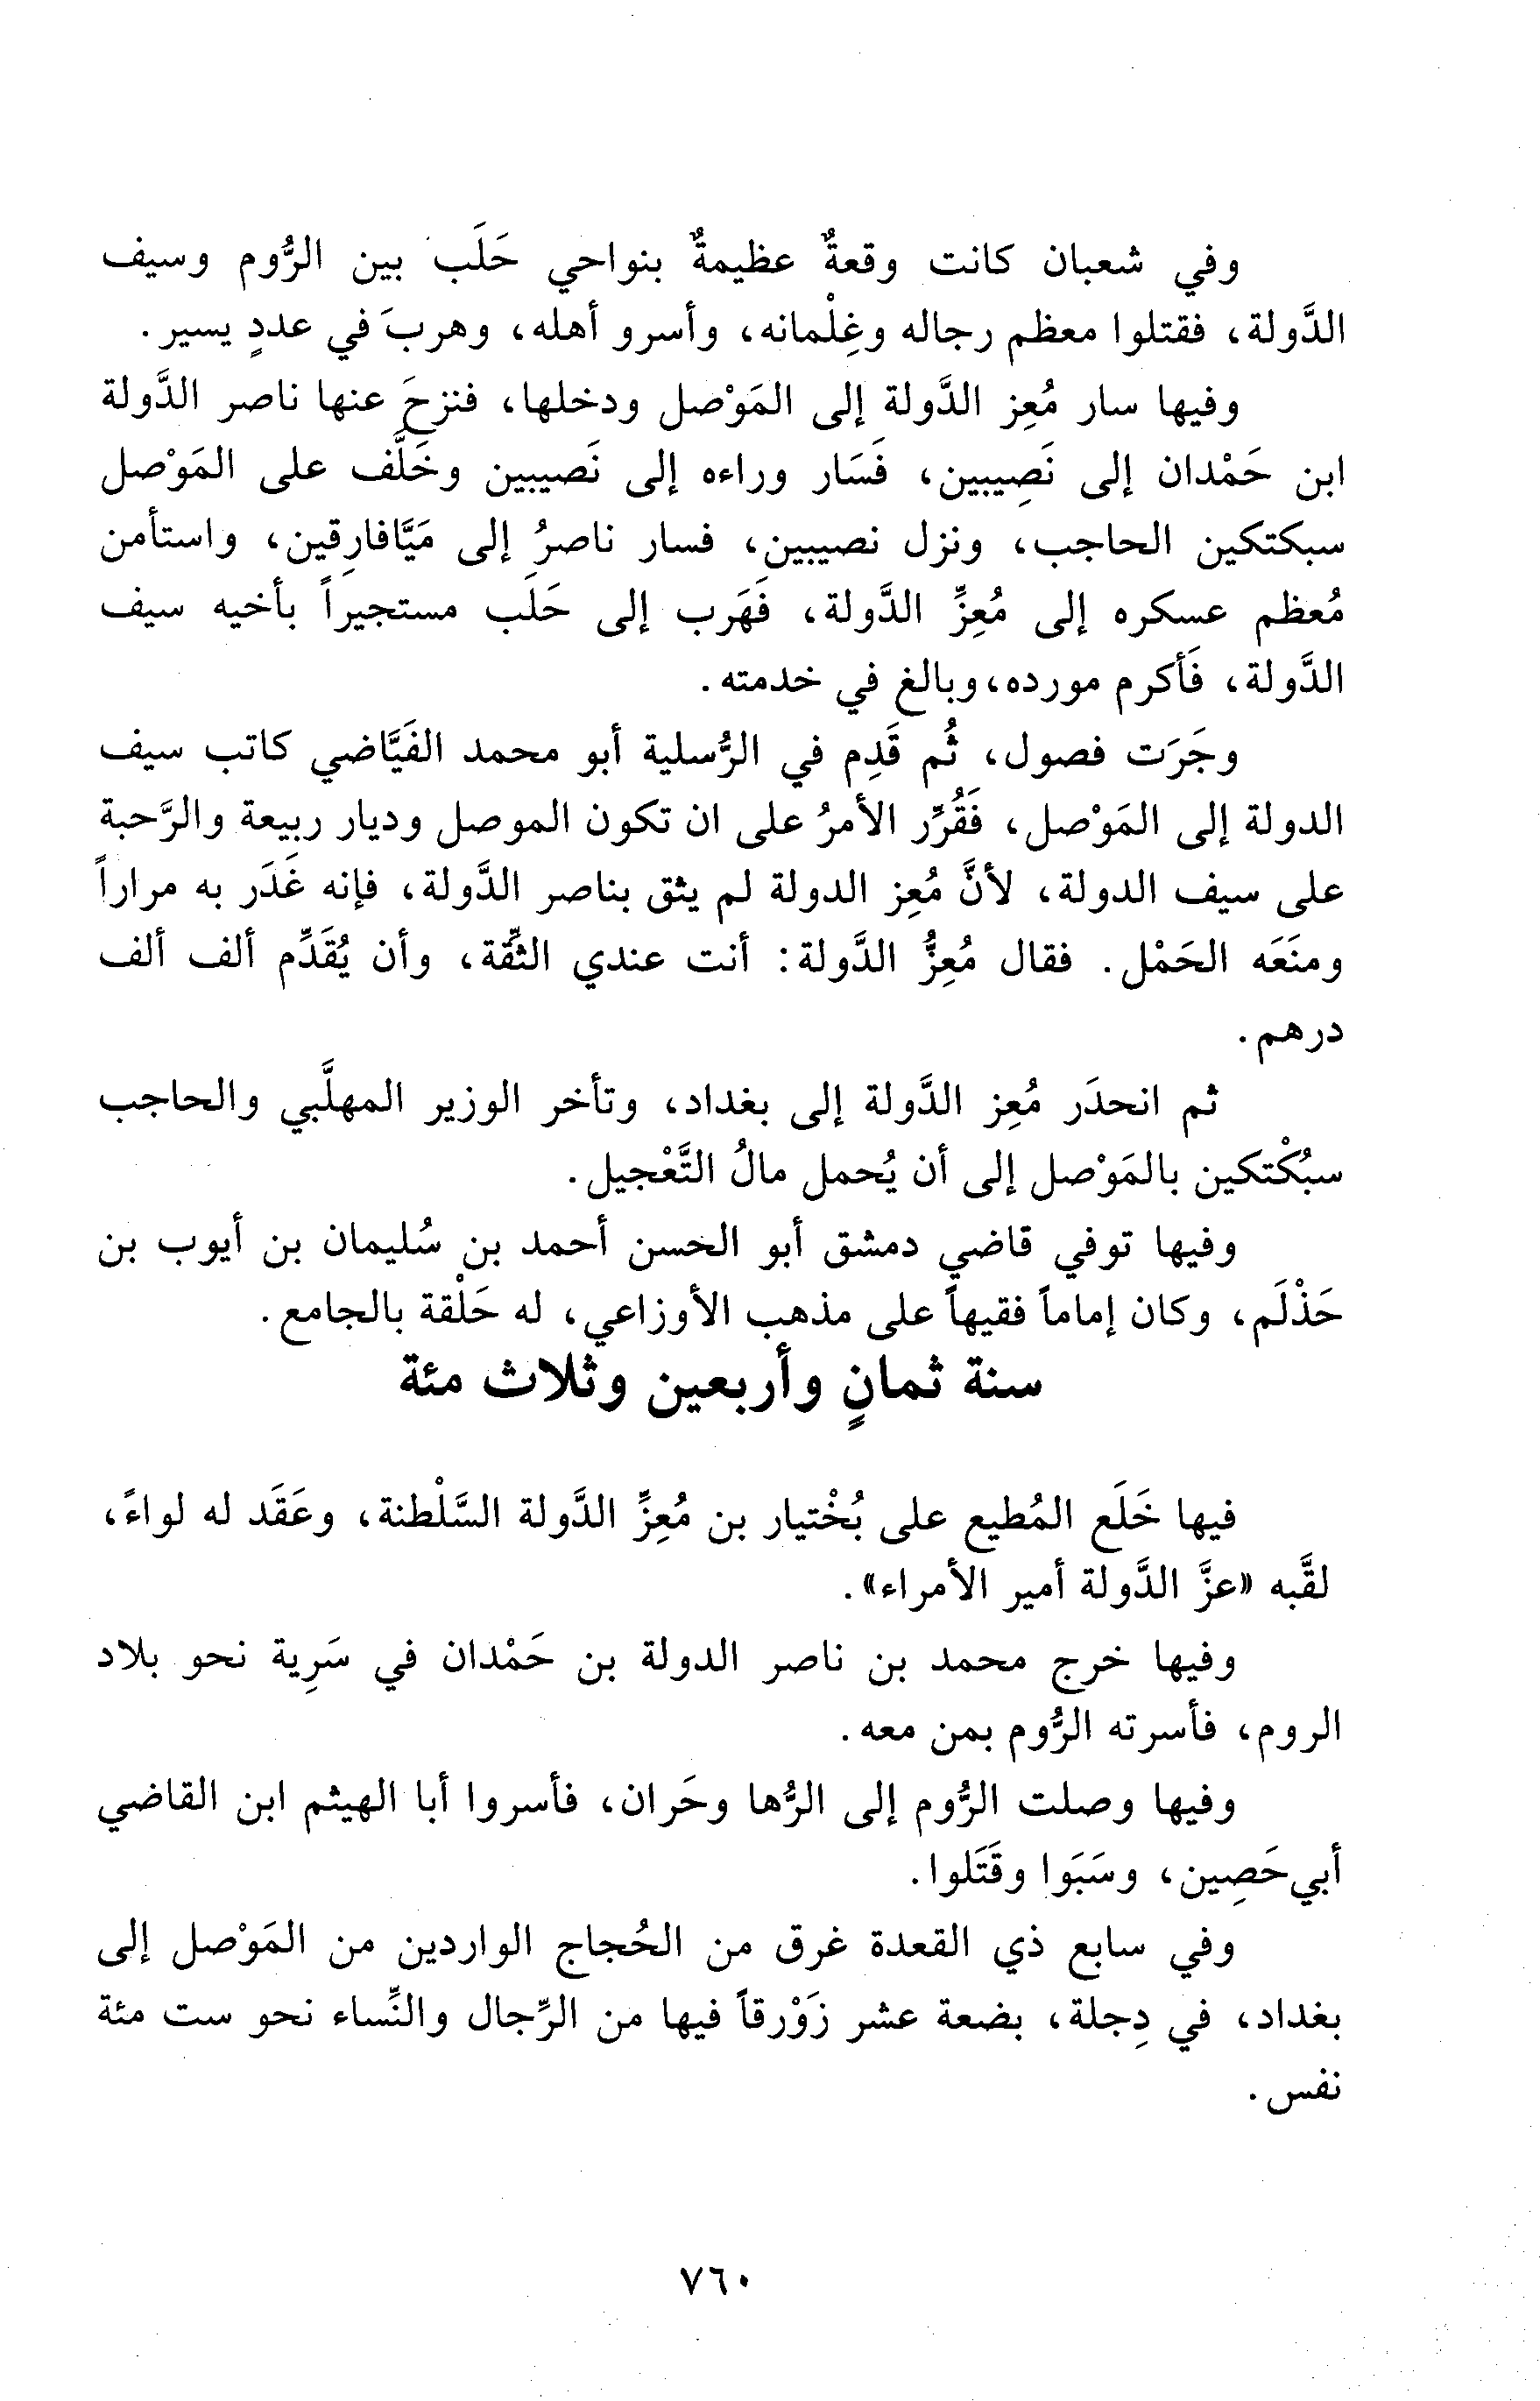 وفي شعبان كانت وقعةٌ عظيمةٌ بنواحي حَلَب بين الرُّوم وسيف
الدَّولة، فقتلوا معظم رجاله وغِلْمانه، وأسرو أهله، وهربَ في عددٍ يسير.
وفيها سار مُعِز الدَّولة إلى المَوْصل ودخلها، فنزحَ عنها ناصر الدَّولة
ابن حَمْدان إلى نَصِيبين، فَسَار وراءه إلى نَصيبين وخَلَّف على المَوْصل
سبكتكين الحاجب، ونزل نصيبين، فسار ناصرُ إلى مَيَّافارِقين، واستأمن
مُعظم عسكره إلى مُعِزِّ الدَّولة، فَهَرب إلى حَلَب مستجيراً بأخيه سيف
الدَّولة، فَأكرم مورده، وبالغ في خدمته.
وجَرَت فصول، ثُم قَدِم في الرُّسلية أبو محمد الفَيَّاضي كاتب سيف
الدولة إلى المَوْصل، فَقُرِّر الأمرُ على ان تكون الموصل وديار ربيعة والرَّحبة
على سيف الدولة، لأنَّ مُعِز الدولة لم يثق بناصر الدَّولة، فإنه غَدَر به مراراً
ومنَعَه الحَمْل. فقال مُعِزُّ الدَّولة: أنت عندي الثِّقة، وأن يُقَدِّم ألف ألف
درهم.
ثم انحدَر مُعِز الدَّولة إلى بغداد، وتأخر الوزير المهلَّبي والحاجب
سبُكْتكين بالمَوْصل إلى أن يُحمل مالُ التَّعْجيل.
وفيها توفي قاضي دمشق أبو الحسن أحمد بن سُليمان بن أيوب بن
حَذْلَم، وكان إماماً فقيهاً على مذهب الأوزاعي، له حَلْقة بالجامع.
سنة ثمانٍ وأربعين وثلاث مئة
فيها خَلَع المُطيع على بُخْتيار بن مُعِزِّ الدَّولة السَّلْطنة، وعَقَد له لواءً،
لقَّبه «عزَّ الدَّولة أمير الأمراء».
وفيها خرج محمد بن ناصر الدولة بن حَمْدان في سَرِية نحو بلاد
الروم، فأسرته الرُّوم بمن معه.
وفيها وصلت الرُّوم إلى الرُّها وحَران، فأسروا أبا الهيثم ابن القاضي
أبي حَصِين، وسَبَوا وقَتَلوا.
وفي سابع ذي القعدة غرق من الحُجاج الواردين من المَوْصل إلى
بغداد، في دِجلة، بضعة عشر زَوْرقاً فيها من الرِّجال والنِّساء نحو ست مئة
نفس.
٧٦٠